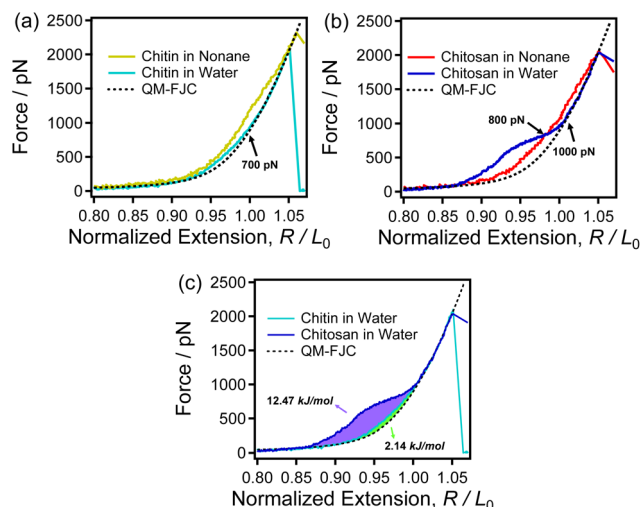 (a)
2500
2000
1500
1000
500
0
Force / pN
Chitin in Nonane
Chitin in Water
QM-FJC
700 pN
0.80 0.85 0.90 0.95 1.00 1.05
Normalized Extension, R / L0
(b)
2500
2000
1500
1000
500
0
Force / pN
Chitosan in Nonane
Chitosan in Water
QM-FJC
800 pN
1000 pN
0.80 0.85 0.90 0.95 1.00 1.05
Normalized Extension, R / L0
(c)
2500
2000
1500
1000
500
0
Force / pN
Chitin in Water
Chitosan in Water
QM-FJC
12.47 kJ/mol
2.14 kJ/mol
0.80 0.85 0.90 0.95 1.00 1.05
Normalized Extension, R / L0